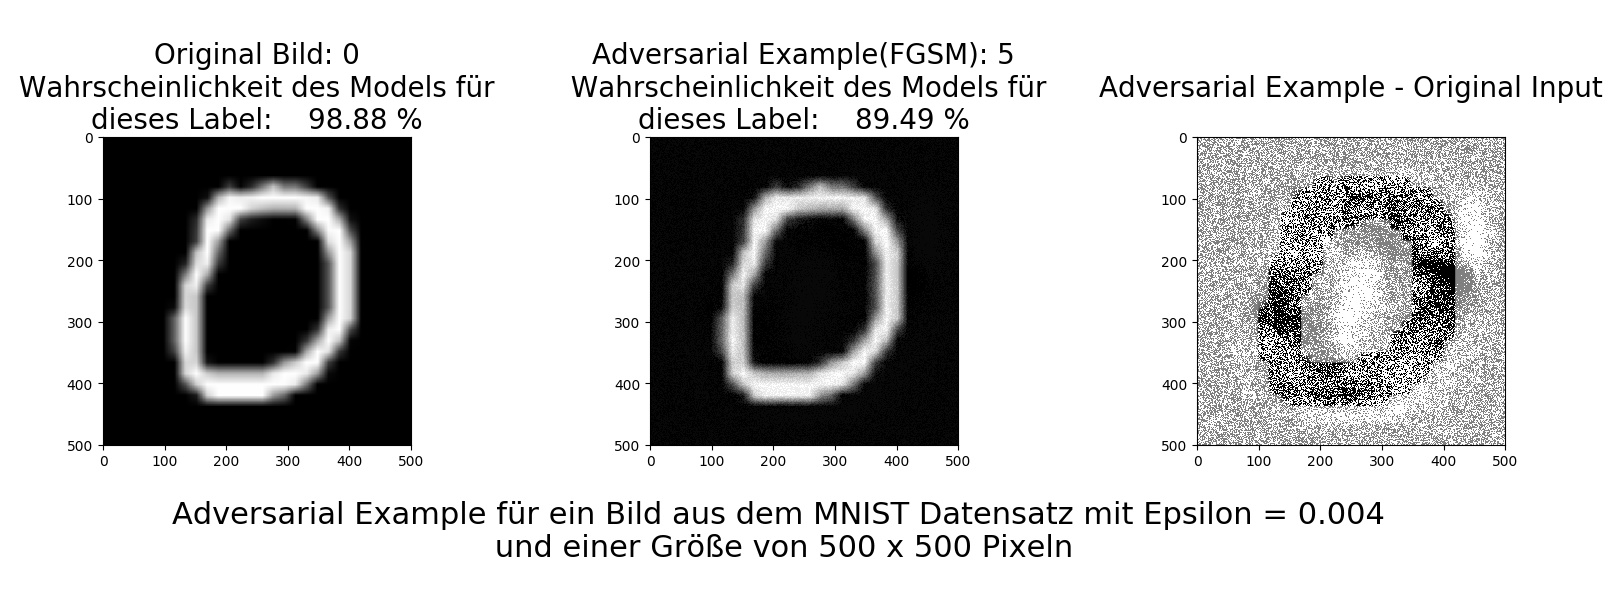 Original Bild: 0
Wahrscheinlichkeit des Models für
dieses Label: 98.88 %
0
100
200
300
400
500
0 100 200 300 400 500
Adversarial Example(FGSM): 5
Wahrscheinlichkeit des Models für
dieses Label: 89.49 %
0
100
200
300
400
500
0 100 200 300 400 500
Adversarial Example - Original Input
0
100
200
300
400
500
0 100 200 300 400 500
Adversarial Example für ein Bild aus dem MNIST Datensatz mit Epsilon = 0.004
und einer Größe von 500 x 500 Pixeln